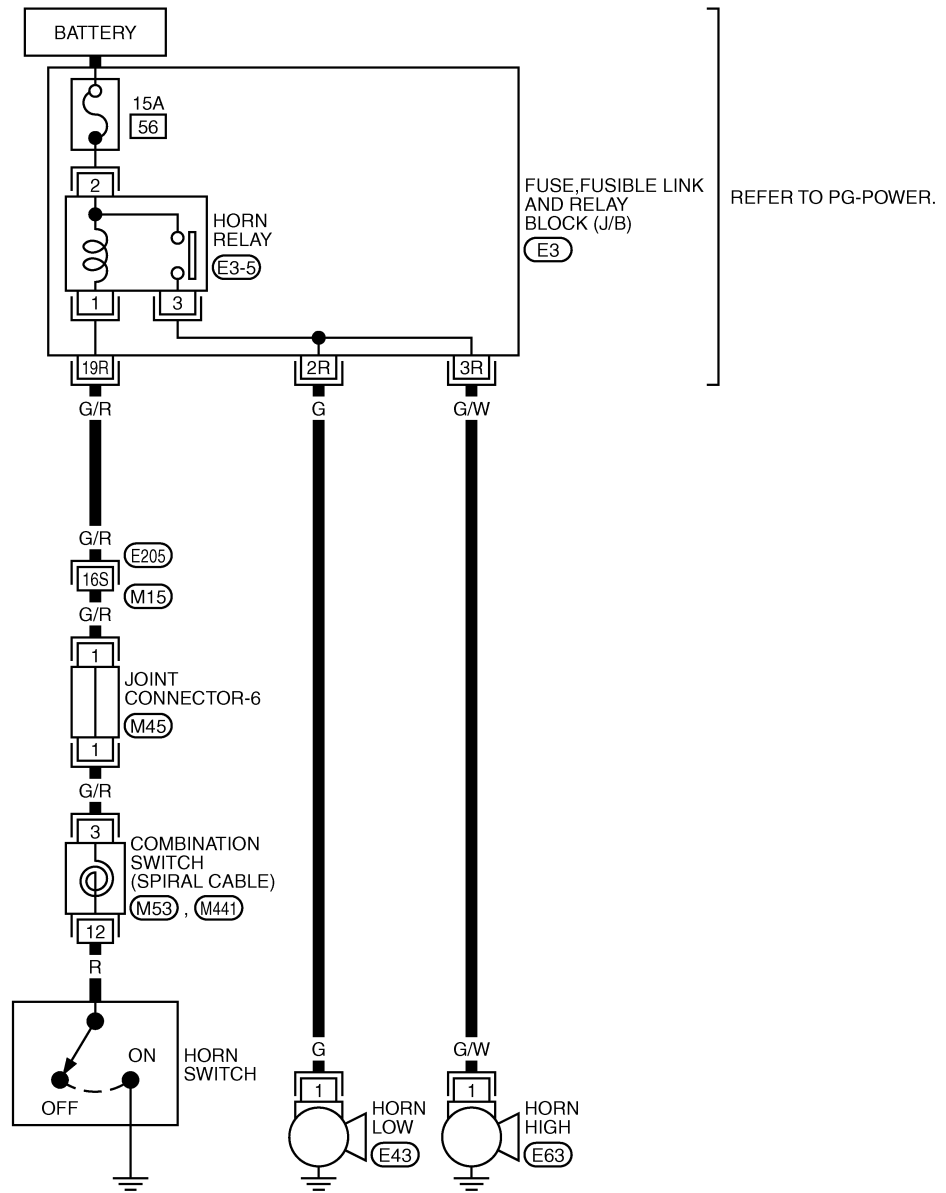 BATTERY
15A
56
2
HORN
RELAY
E3-5
1
3
FUSE,FUSIBLE LINK
AND RELAY
BLOCK (J/B)
E3
REFER TO PG-POWER.
19R
2R
3R
G/R
G
G/W
G/R
E205
16S
M15
G/R
1
JOINT
CONNECTOR-6
M45
1
G/R
3
COMBINATION
SWITCH
(SPIRAL CABLE)
M53 , M441
12
R
ON
OFF
HORN
SWITCH
G
G/W
1
1
HORN
LOW
E43
HORN
HIGH
E63